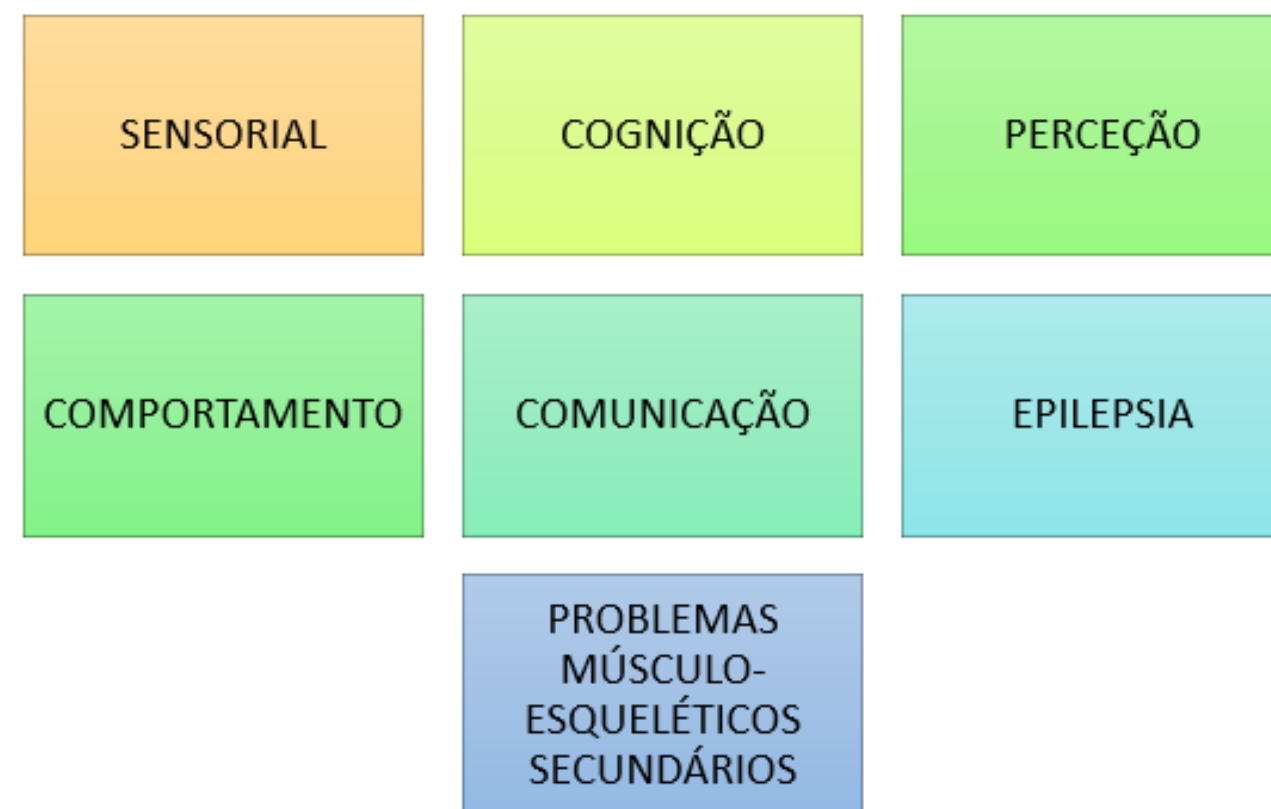 SENSORIAL
COGNIÇÃO
PERCEÇÃO
COMPORTAMENTO
COMUNICAÇÃO
EPILEPSIA
PROBLEMAS
MÚSCULO-
ESQUELÉTICOS
SECUNDÁRIOS